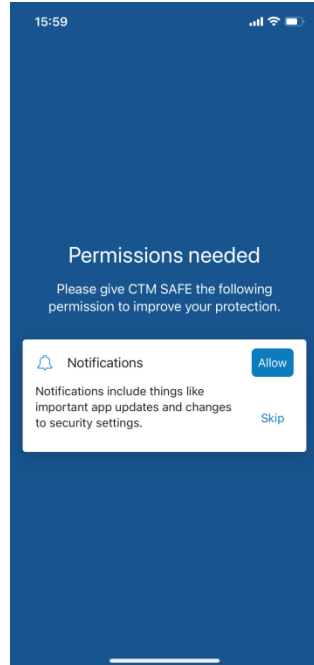 15:59
Permissions needed
Please give CTM SAFE the following
permission to improve your protection.
Notifications
Allow
Notifications include things like
important app updates and changes
to security settings.
Skip